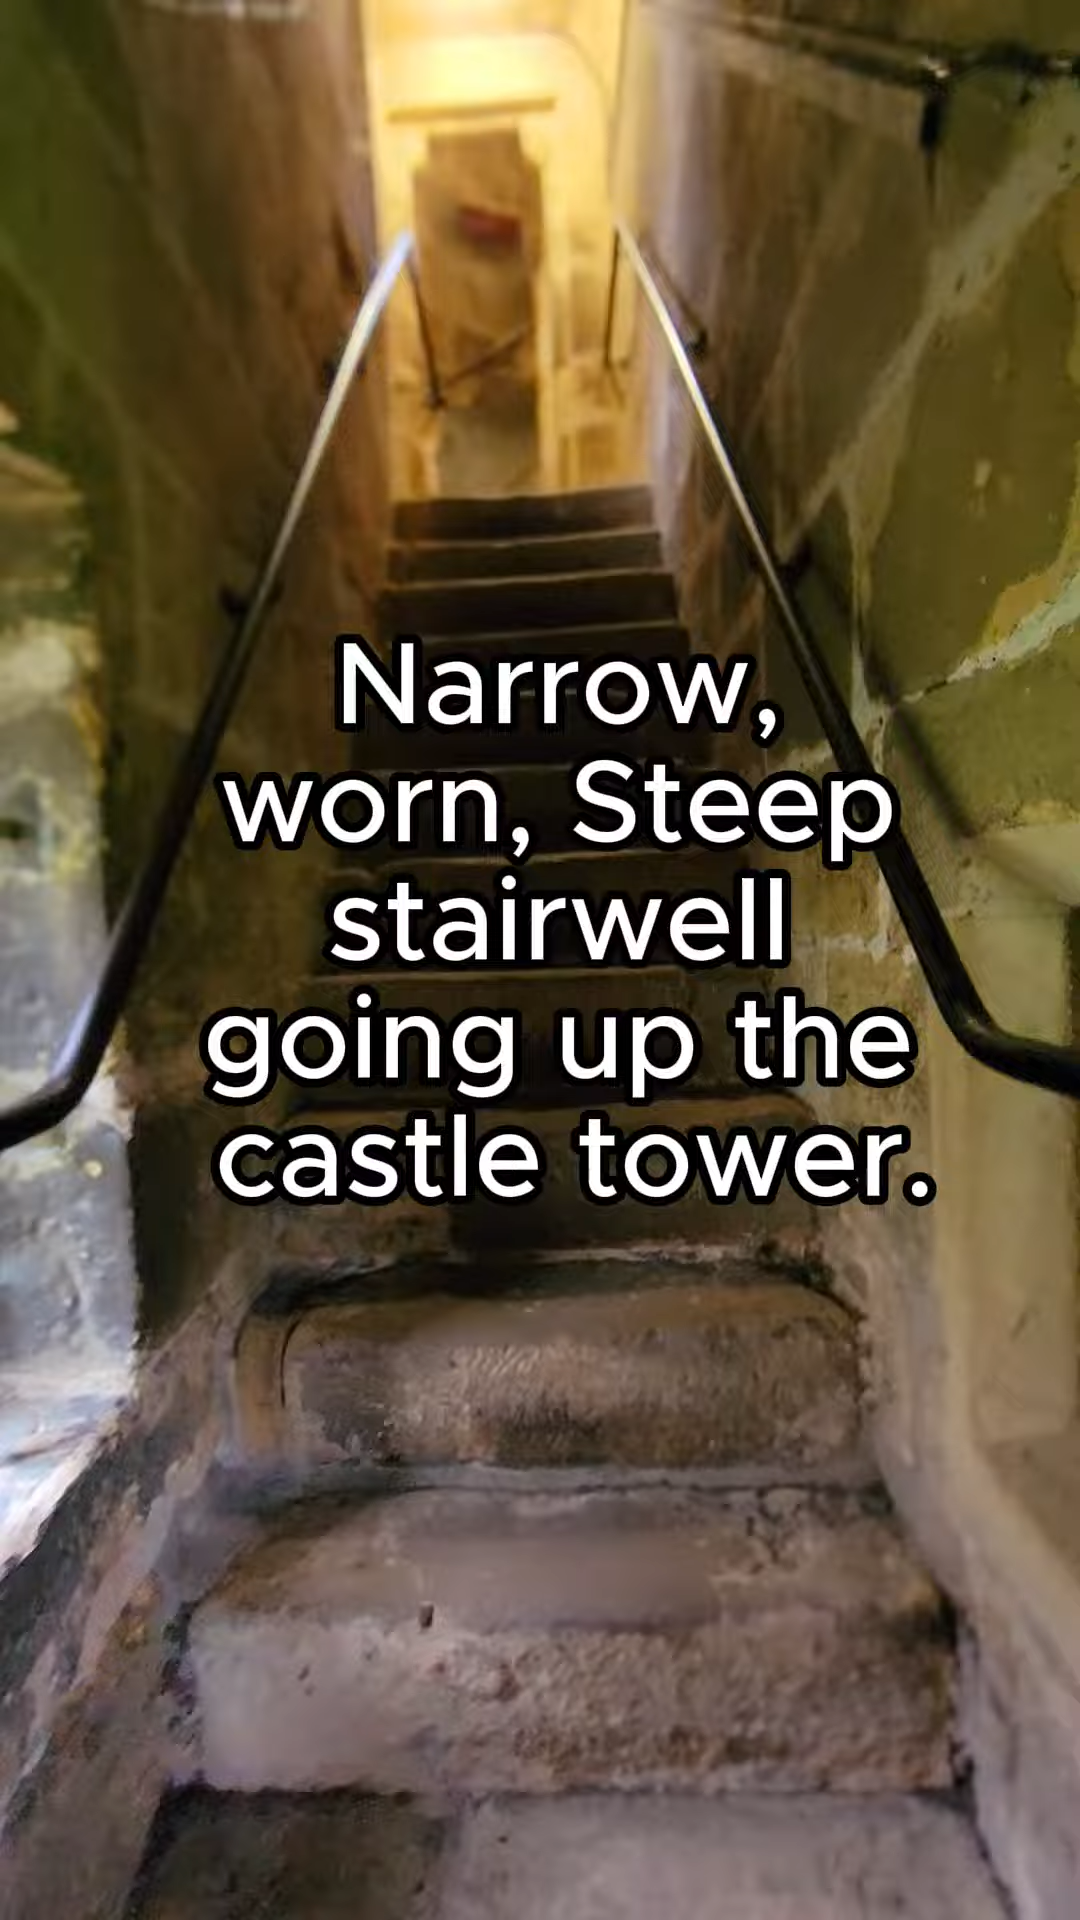 Narrow,
worn, Steep
stairwell
going up the
castle tower.